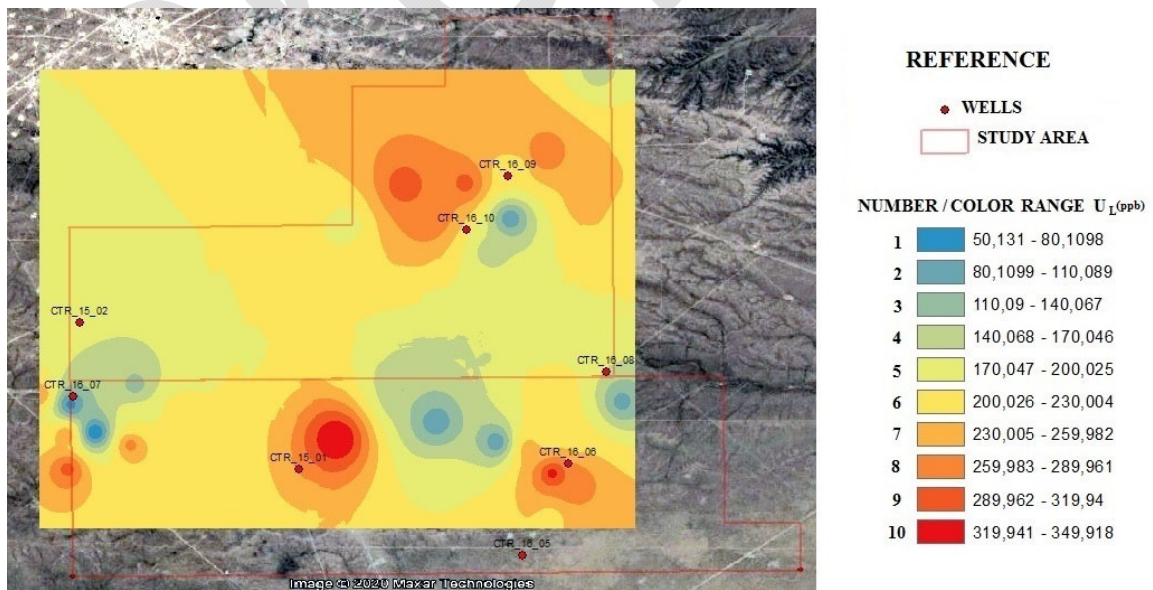 CTR_16_09
CTR_16_10
CTR_15_02
CTR_16_08
CTR_16_07
CTR_15_01
CTR_16_06
CTR_16_05
Image © 2020 Maxar Technologies
REFERENCE
WELLS
STUDY AREA
NUMBER / COLOR RANGE U L(ppb)
1 50,131 - 80,1098
2 80,1099 - 110,089
3 110,09 - 140,067
4 140,068 - 170,046
5 170,047 - 200,025
6 200,026 - 230,004
7 230,005 - 259,982
8 259,983 - 289,961
9 289,962 - 319,94
10 319,941 - 349,918